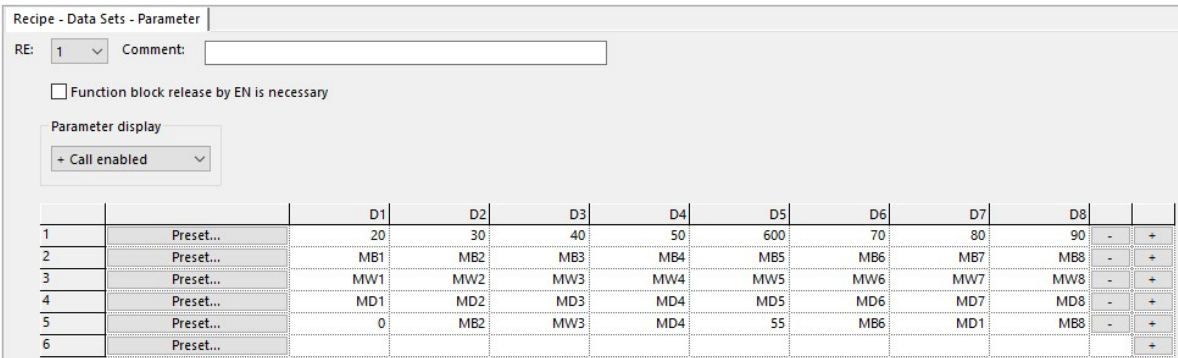 Recipe - Data Sets - Parameter
RE: 1 Comment:
Function block release by EN is necessary
Parameter display
+ Call enabled
D1 D2 D3 D4 D5 D6 D7 D8
1 Preset... 20 30 40 50 600 70 80 90 - +
2 Preset... MB1 MB2 MB3 MB4 MB5 MB6 MB7 MB8 - +
3 Preset... MW1 MW2 MW3 MW4 MW5 MW6 MW7 MW8 - +
4 Preset... MD1 MD2 MD3 MD4 MD5 MD6 MD7 MD8 - +
5 Preset... 0 MB2 MW3 MD4 55 MB6 MD1 MB8 - +
6 Preset... +